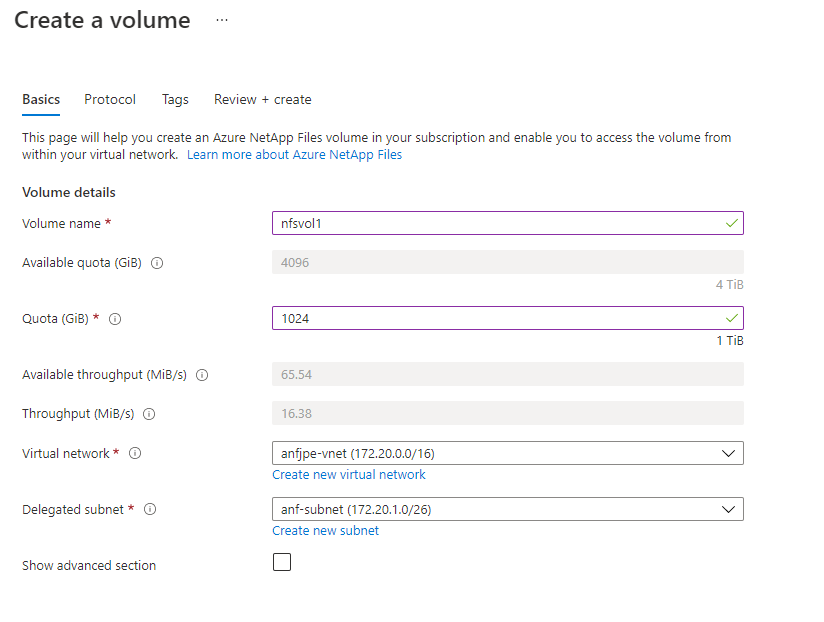 Create a volume ...
Basics Protocol Tags Review + create
This page will help you create an Azure NetApp Files volume in your subscription and enable you to access the volume from
within your virtual network. Learn more about Azure NetApp Files
Volume details
Volume name * nfsvol1
Available quota (GiB) 4096
4 TiB
Quota (GiB) * 1024
1 TiB
Available throughput (MiB/s) 65.54
Throughput (MiB/s) 16.38
Virtual network * anfjpe-vnet (172.20.0.0/16)
Create new virtual network
Delegated subnet * anf-subnet (172.20.1.0/26)
Create new subnet
Show advanced section